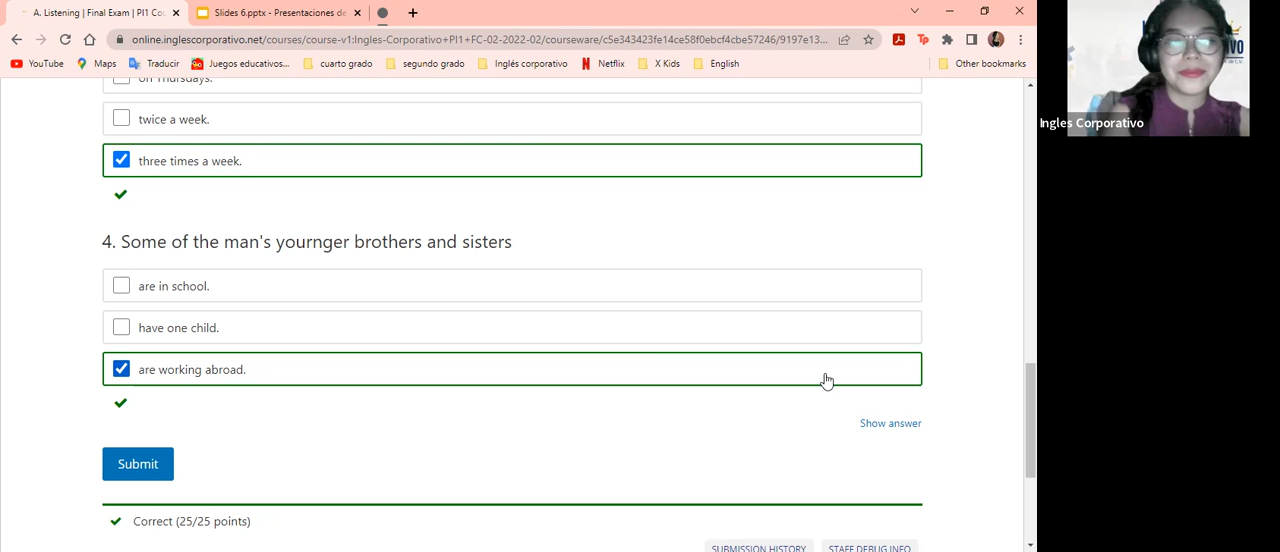 A. Listening | Final Exam | PI1 Cou
Slides 6.pptx - Presentaciones de
online.inglescorporativo.net/courses/course-v1:Ingles-Corporativo+PI1+FC-02-2022-02/courseware/c5e343423fe14ce58f0ebcf4cbe57246/9197e13...
YouTube Maps Traducir Juegos educativos... cuarto grado segundo grado Inglés Corporativo Netflix X Kids English Other bookmarks
on Thursdays.
twice a week.
three times a week.
4. Some of the man's yournger brothers and sisters
are in school.
have one child.
are working abroad.
Show answer
Submit
Correct (25/25 points)
SUBMISSION HISTORY STAFF DEBUG INFO
Ingles Corporativo